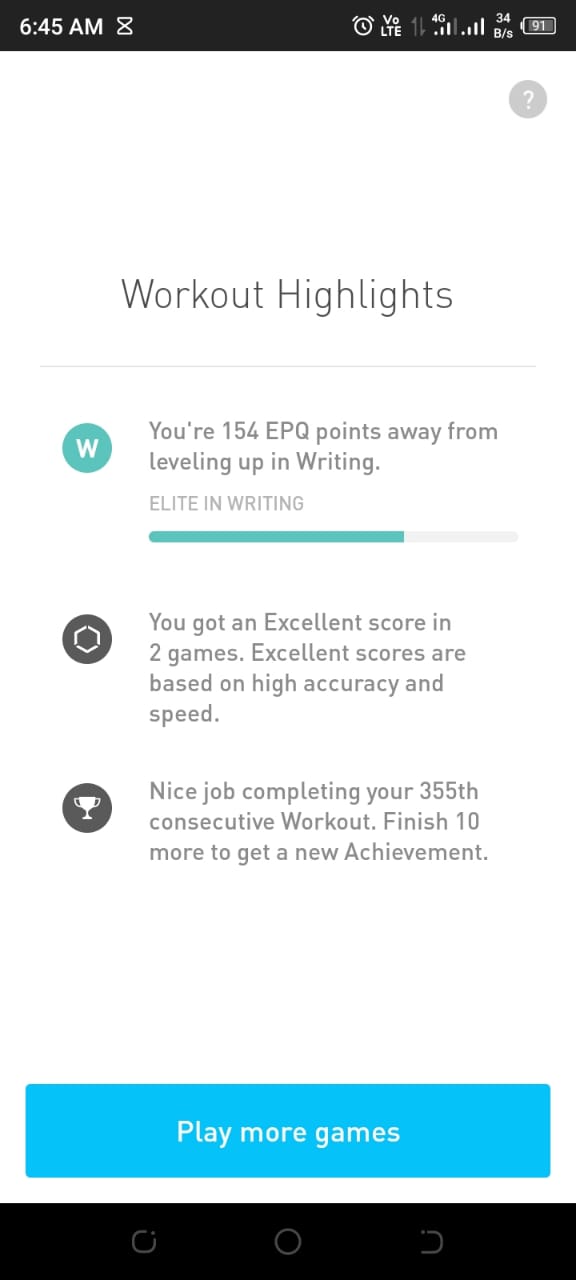 6:45 AM
Vo LTE 4G 34 B/s 91
?
Workout Highlights
W
You're 154 EPQ points away from
leveling up in Writing.
ELITE IN WRITING
You got an Excellent score in
2 games. Excellent scores are
based on high accuracy and
speed.
Nice job completing your 355th
consecutive Workout. Finish 10
more to get a new Achievement.
Play more games